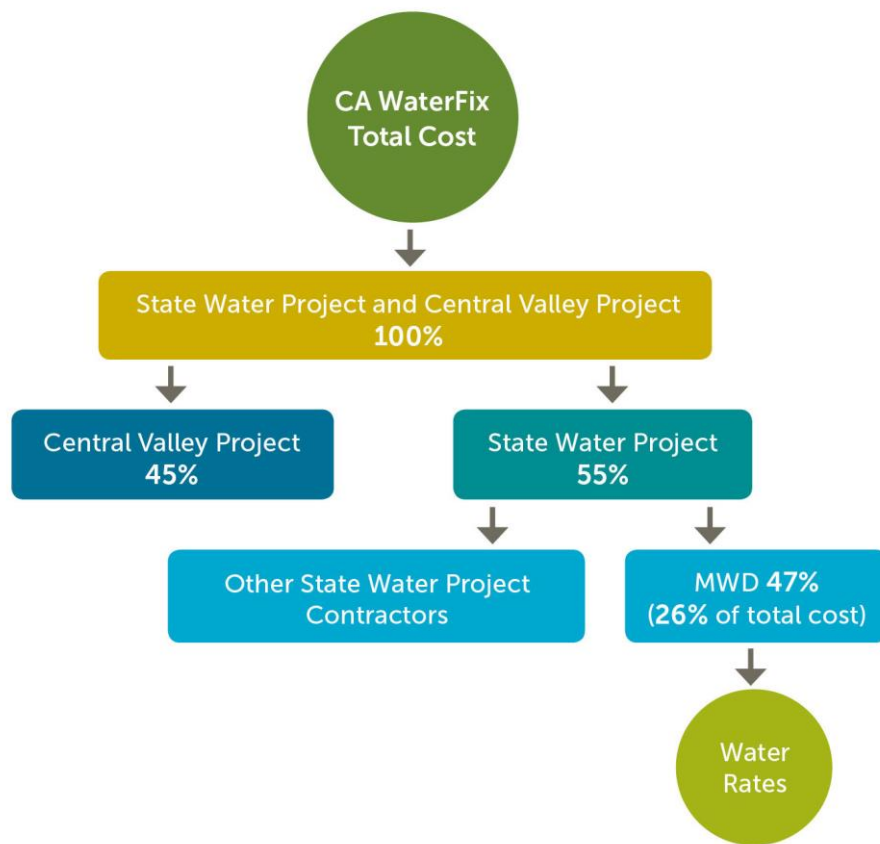 CA WaterFix
Total Cost
State Water Project and Central Valley Project
100%
Central Valley Project
45%
State Water Project
55%
Other State Water Project
Contractors
MWD 47%
(26% of total cost)
Water
Rates